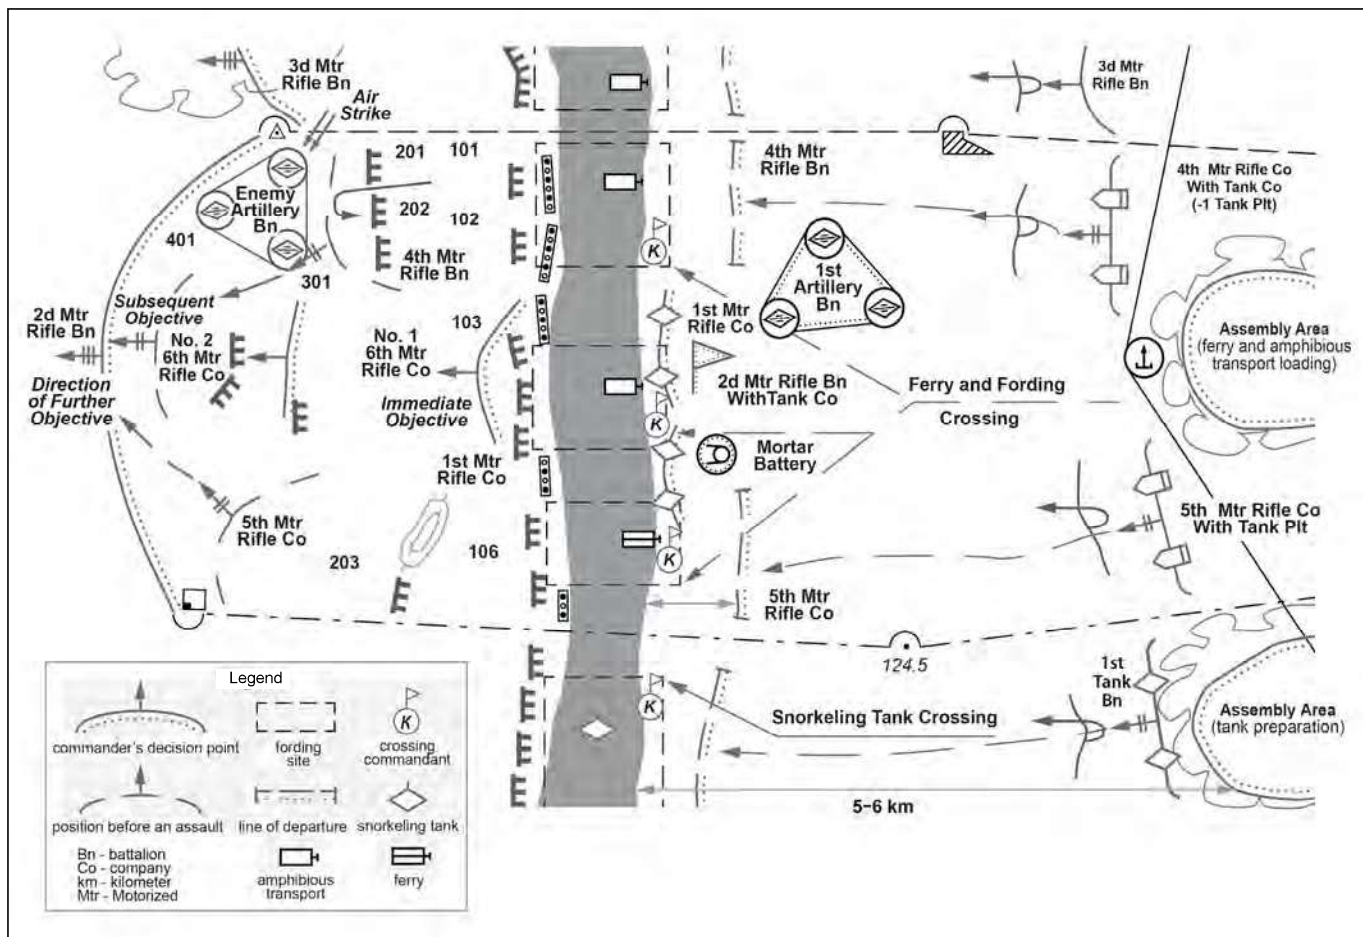 3d Mtr
Rifle Bn
Air
Strike
201
101
202
102
4th Mtr
Rifle Bn
Enemy
Artillery
Bn
401
301
Subsequent
Objective
2d Mtr
Rifle Bn
No. 2
6th Mtr
Rifle Co
Direction
of Further
Objective
No. 1
6th Mtr
Rifle Co
103
Immediate
Objective
1st Mtr
Rifle Co
5th Mtr
Rifle Co
203
106
4th Mtr
Rifle Bn
K
1st Mtr
Rifle Co
1st
Artillery
Bn
2d Mtr Rifle Bn
WithTank Co
K
Mortar
Battery
K
5th Mtr
Rifle Co
Ferry and Fording
Crossing
3d Mtr
Rifle Bn
4th Mtr Rifle Co
With Tank Co
(-1 Tank Plt)
Assembly Area
(ferry and amphibious
transport loading)
5th Mtr Rifle Co
With Tank Plt
124.5
K
Snorkeling Tank Crossing
1st
Tank
Bn
Assembly Area
(tank preparation)
5-6 km
Legend
commander's decision point
fording
site
K
crossing
commandant
position before an assault
line of departure
snorkeling tank
Bn - battalion
Co - company
km - kilometer
Mtr - Motorized
amphibious
transport
ferry